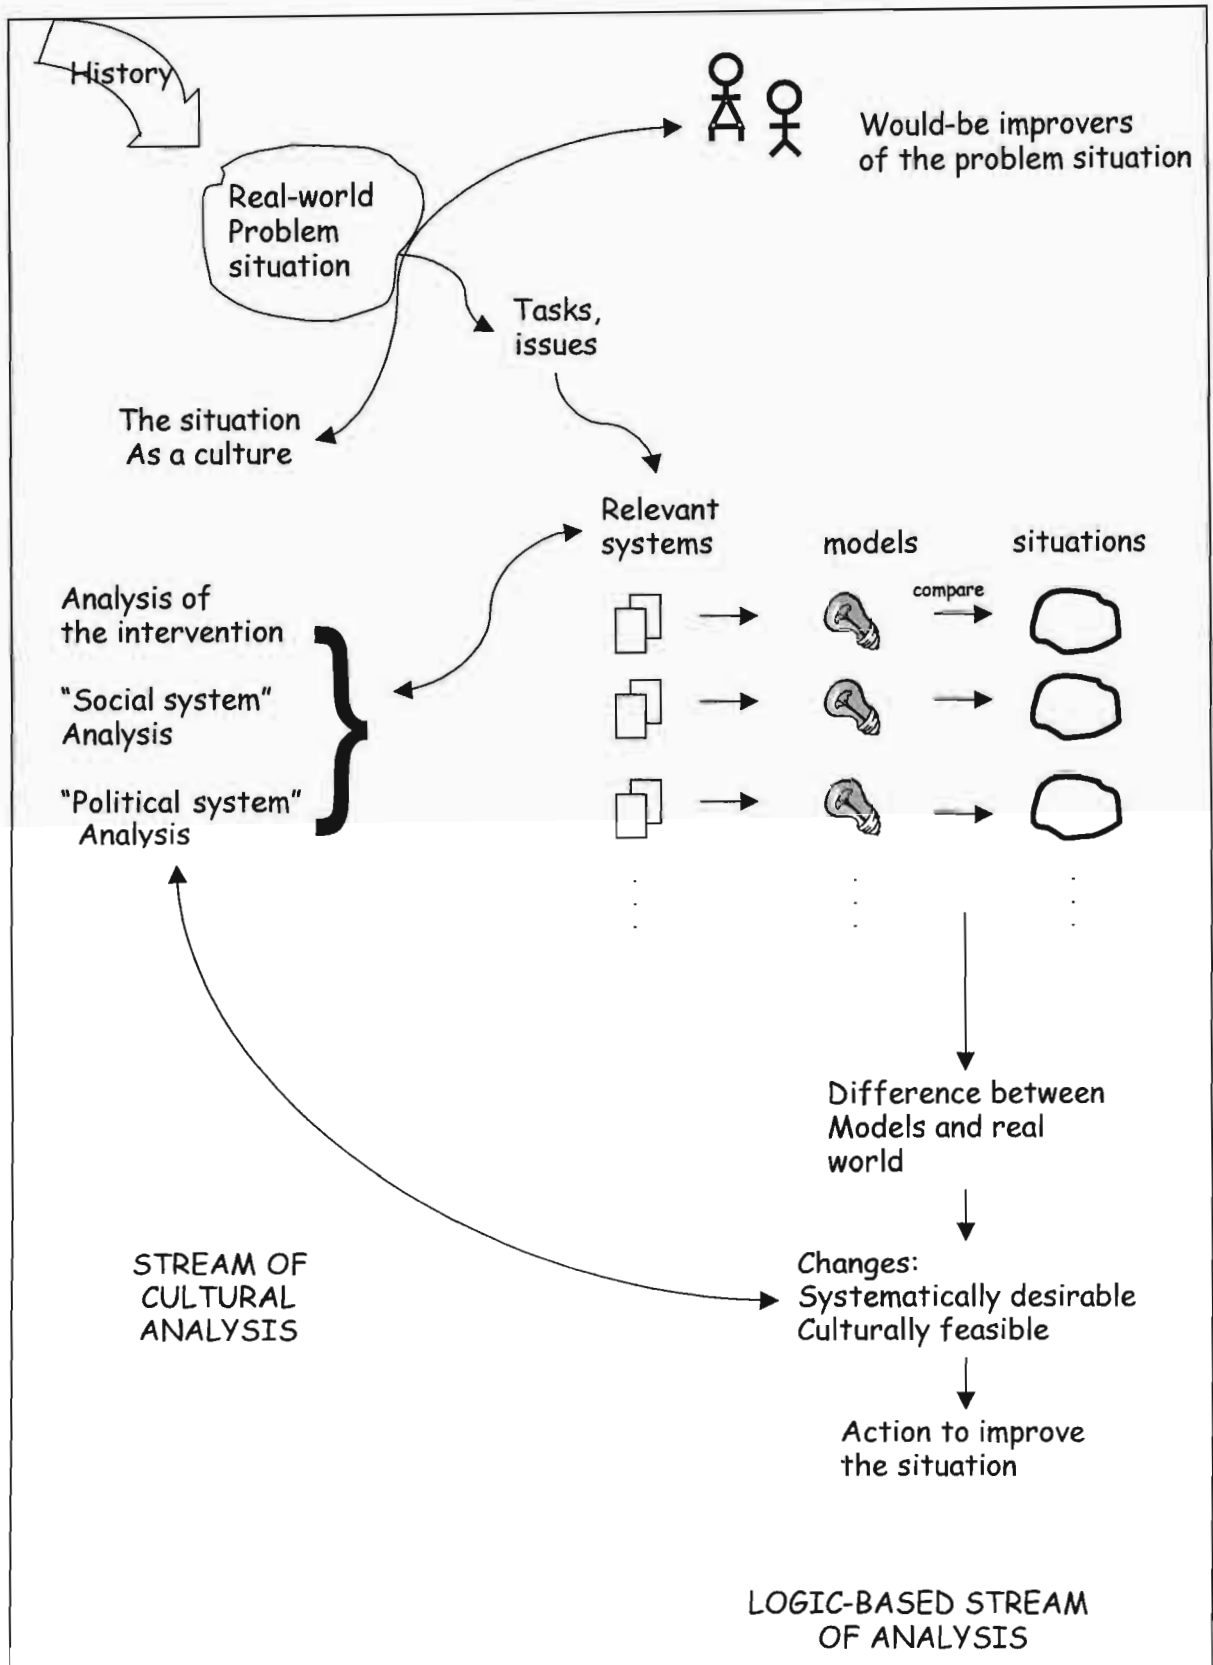 History
Would-be improvers
of the problem situation
Real-world
Problem
situation
Tasks,
issues
The situation
As a culture
Relevant
systems
models
situations
compare
Analysis of
the intervention
"Social system"
Analysis
"Political system"
Analysis
Difference between
Models and real
world
Changes:
Systematically desirable
Culturally feasible
STREAM OF
CULTURAL
ANALYSIS
Action to improve
the situation
LOGIC-BASED STREAM
OF ANALYSIS